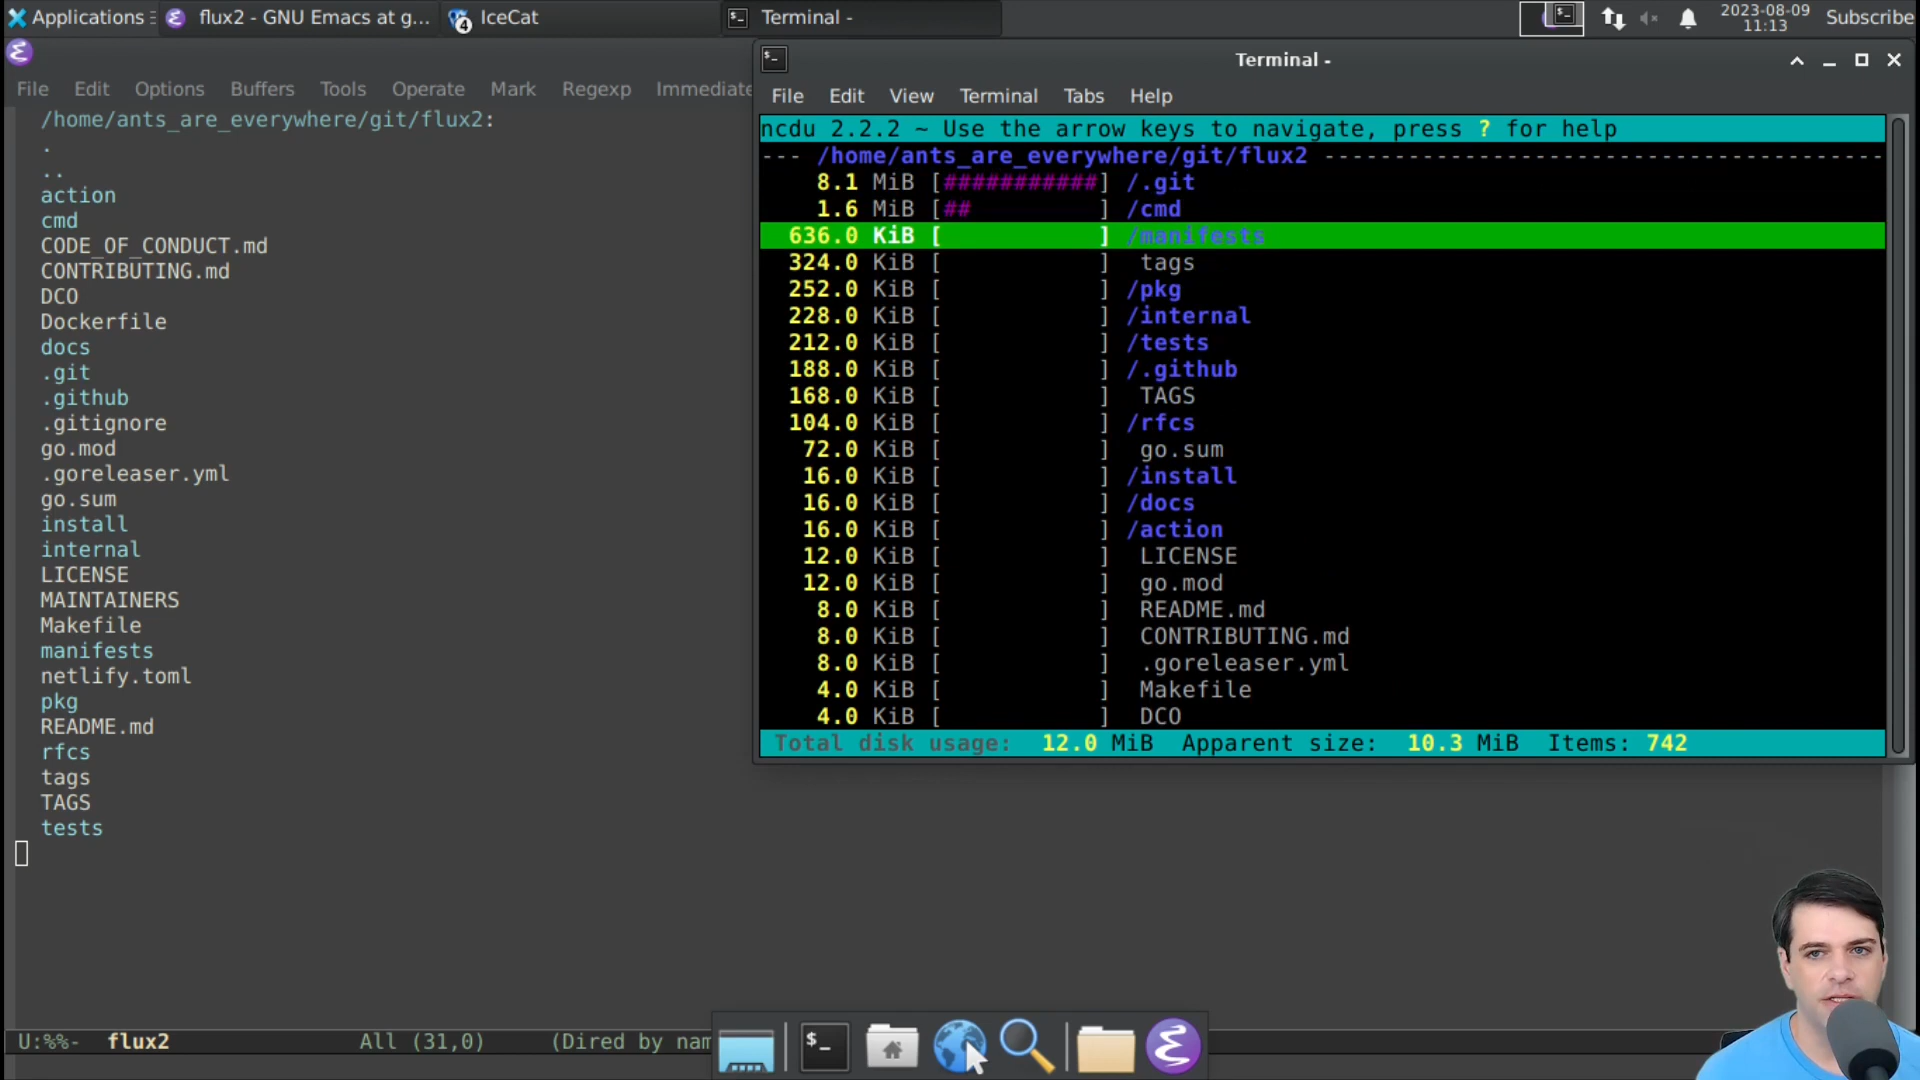 Applications
flux2 - GNU Emacs at g...
4
IceCat
Terminal -
2023-08-09
11:13
Subscribe
File Edit Options Buffers Tools Operate Mark Regexp Immediate
/home/ants_are_everywhere/git/flux2:
.
..
action
cmd
CODE_OF_CONDUCT.md
CONTRIBUTING.md
DCO
Dockerfile
docs
.git
.github
.gitignore
go.mod
.goreleaser.yml
go.sum
install
internal
LICENSE
MAINTAINERS
Makefile
manifests
netlify.toml
pkg
README.md
rfcs
tags
TAGS
tests
U:%%- flux2 All (31,0) (Dired by nam
Terminal -
File Edit View Terminal Tabs Help
ncdu 2.2.2 ~ Use the arrow keys to navigate, press ? for help
--- /home/ants_are_everywhere/git/flux2 ----------------------------------------
8.1 MiB [###########] /.git
1.6 MiB [## ] /cmd
636.0 KiB [ ] /manifests
324.0 KiB [ ] tags
252.0 KiB [ ] /pkg
228.0 KiB [ ] /internal
212.0 KiB [ ] /tests
188.0 KiB [ ] /.github
168.0 KiB [ ] TAGS
104.0 KiB [ ] /rfcs
72.0 KiB [ ] go.sum
16.0 KiB [ ] /install
16.0 KiB [ ] /docs
16.0 KiB [ ] /action
12.0 KiB [ ] LICENSE
12.0 KiB [ ] go.mod
8.0 KiB [ ] README.md
8.0 KiB [ ] CONTRIBUTING.md
8.0 KiB [ ] .goreleaser.yml
4.0 KiB [ ] Makefile
4.0 KiB [ ] DCO
Total disk usage: 12.0 MiB Apparent size: 10.3 MiB Items: 742